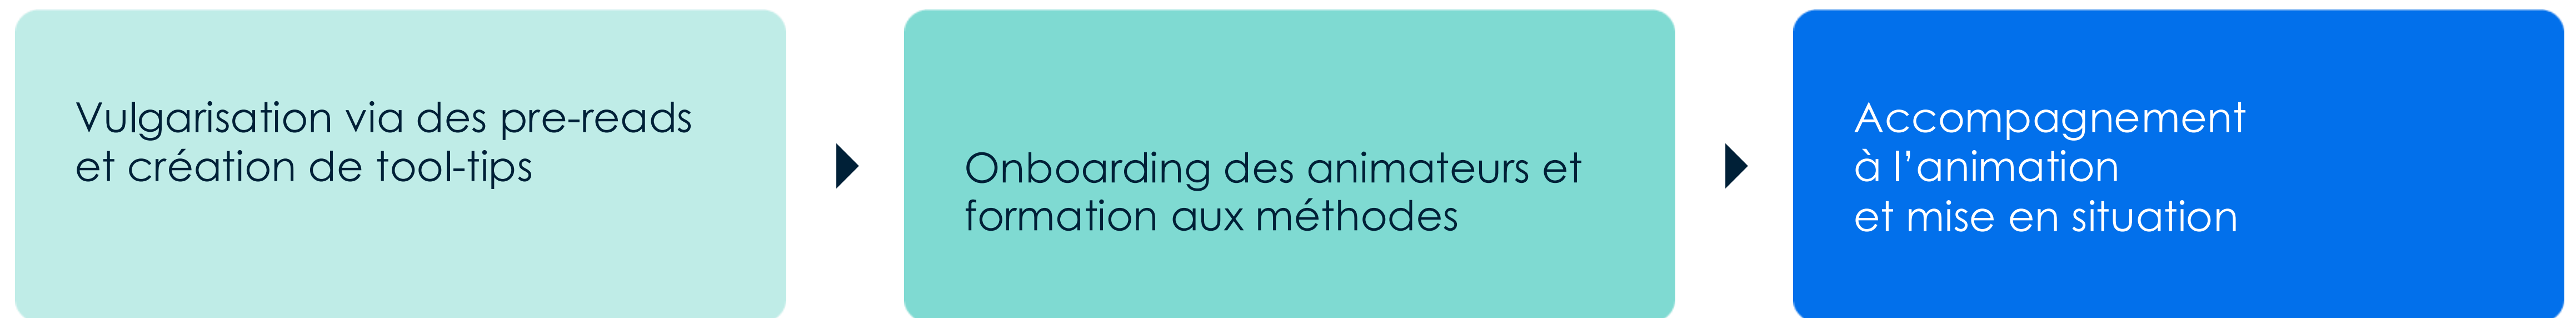 Vulgarisation via des pre-reads
et création de tool-tips
Onboarding des animateurs et
formation aux méthodes
Accompagnement
à l’animation
et mise en situation